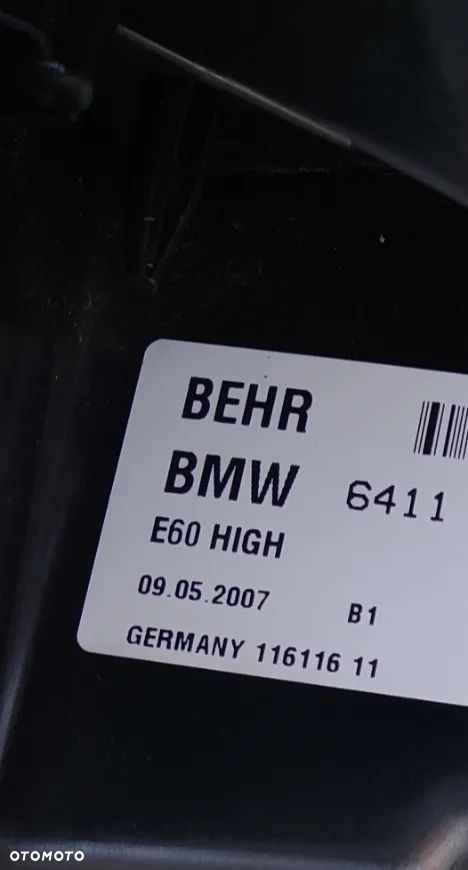 BEHR
BMW 6411
E60 HIGH
09.05.2007 B1
GERMANY 116116 11
OTOMOTO